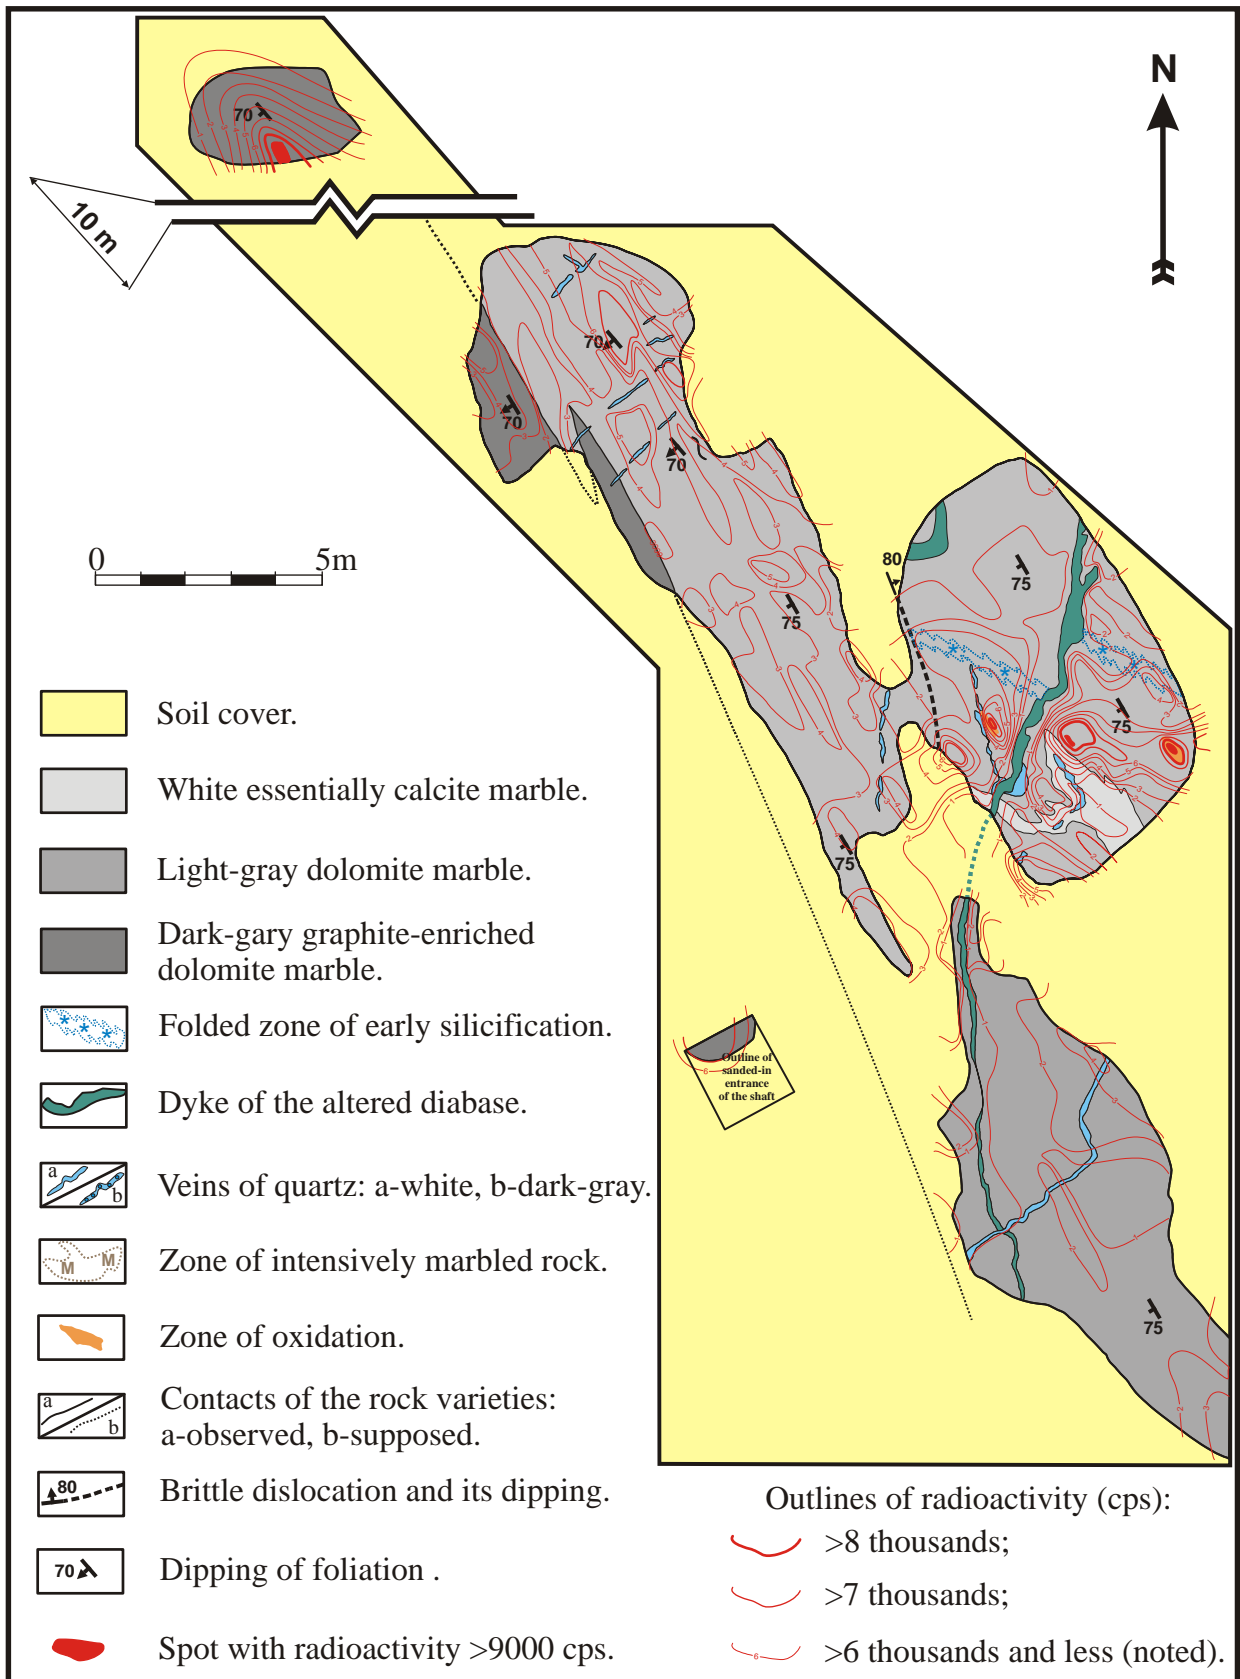 N
70
10 m
70
70
70
80
75
0 5m
75
75
75
Outline of
sanded-in
entrance
of the shaft
75
Soil cover.
White essentially calcite marble.
Light-gray dolomite marble.
Dark-gary graphite-enriched
dolomite marble.
Folded zone of early silicification.
Dyke of the altered diabase.
a b Veins of quartz: a-white, b-dark-gray.
M M Zone of intensively marbled rock.
Zone of oxidation.
a b Contacts of the rock varieties:
a-observed, b-supposed.
80 Brittle dislocation and its dipping.
70 Dipping of foliation .
Spot with radioactivity >9000 cps.
Outlines of radioactivity (cps):
>8 thousands;
>7 thousands;
6 >6 thousands and less (noted).